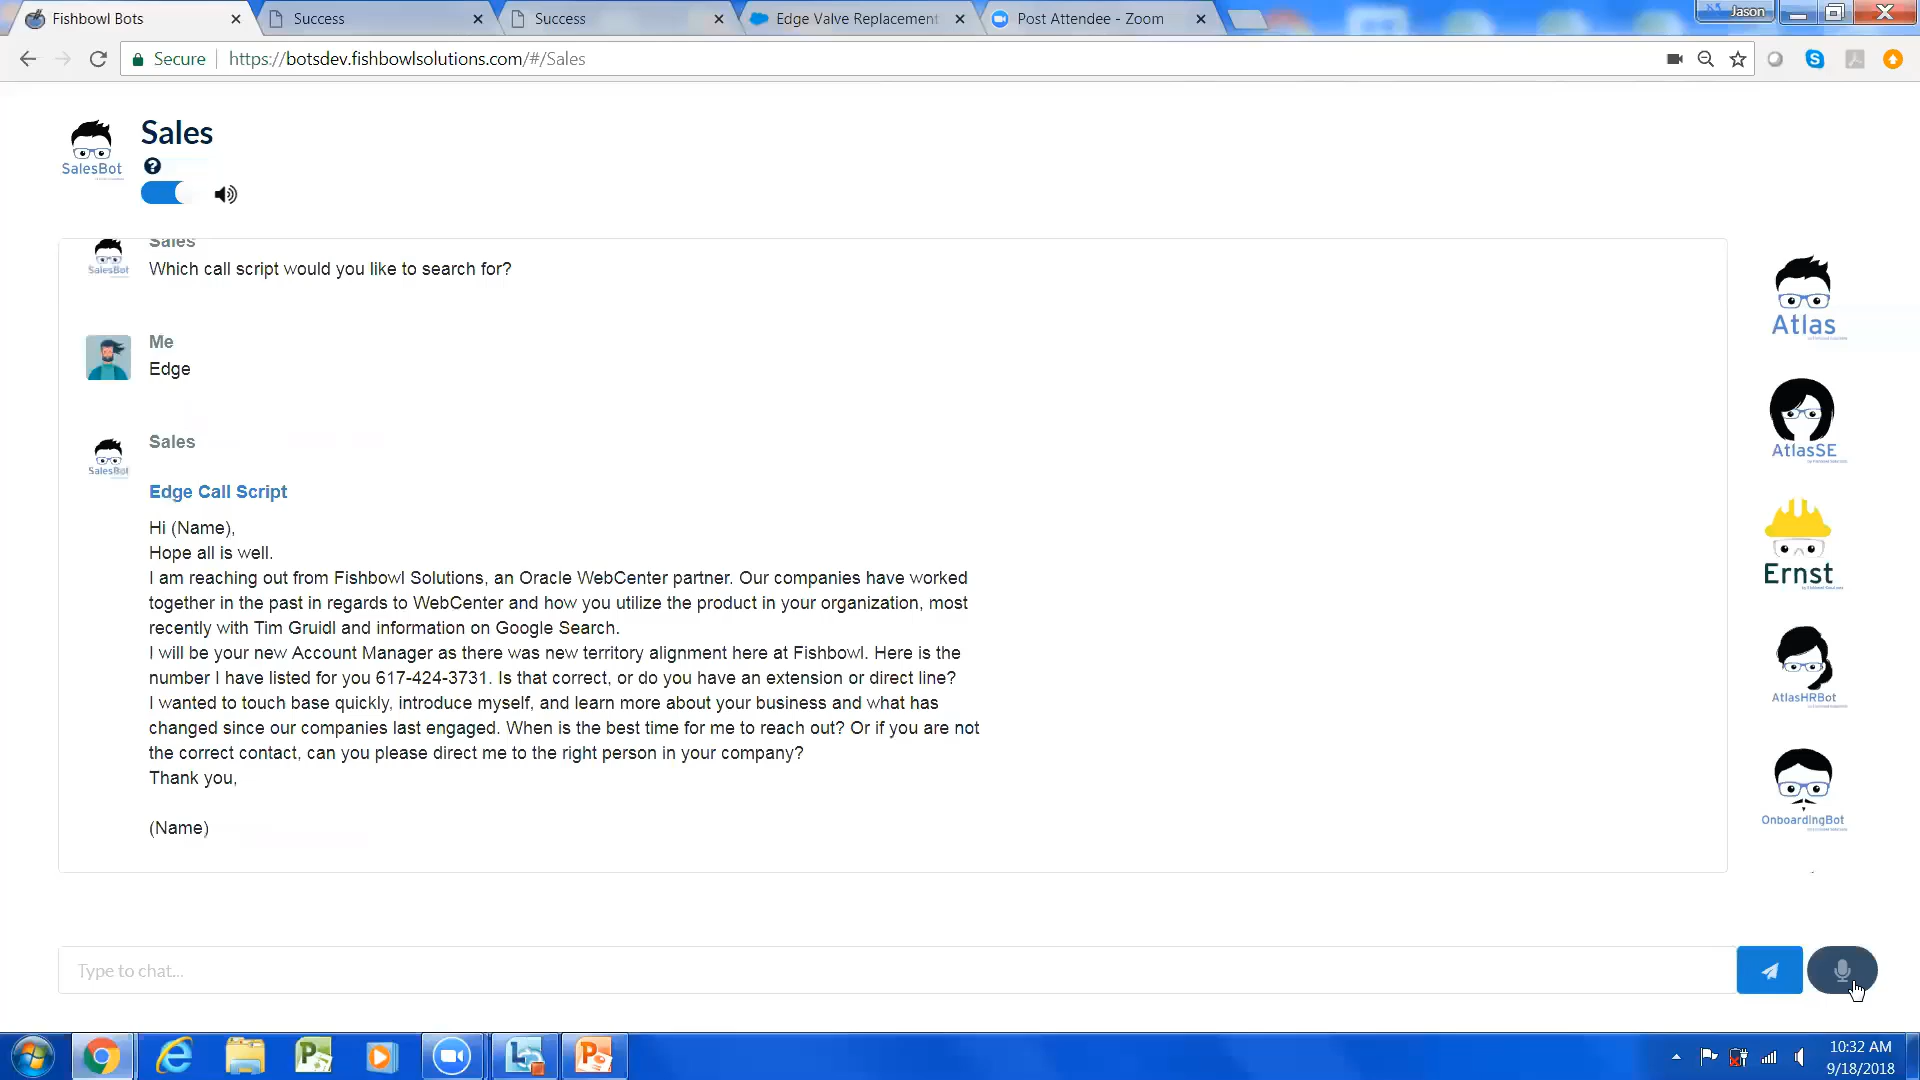 Fishbowl Bots
Success
Success
Edge Valve Replacement
Post Attendee - Zoom
Jason
Secure
https://botsdev.fishbowlsolutions.com/#/Sales
SalesBot
Sales
Sales
SalesBot
Which call script would you like to search for?
Me
Edge
Sales
SalesBot
Edge Call Script
Hi (Name),
Hope all is well.
I am reaching out from Fishbowl Solutions, an Oracle WebCenter partner. Our companies have worked
together in the past in regards to WebCenter and how you utilize the product in your organization, most
recently with Tim Gruidl and information on Google Search.
I will be your new Account Manager as there was new territory alignment here at Fishbowl. Here is the
number I have listed for you 617-424-3731. Is that correct, or do you have an extension or direct line?
I wanted to touch base quickly, introduce myself, and learn more about your business and what has
changed since our companies last engaged. When is the best time for me to reach out? Or if you are not
the correct contact, can you please direct me to the right person in your company?
Thank you,
(Name)
Atlas
AtlasSE
Ernst
AtlasHRBot
OnboardingBot
Type to chat...
10:32 AM
9/18/2018